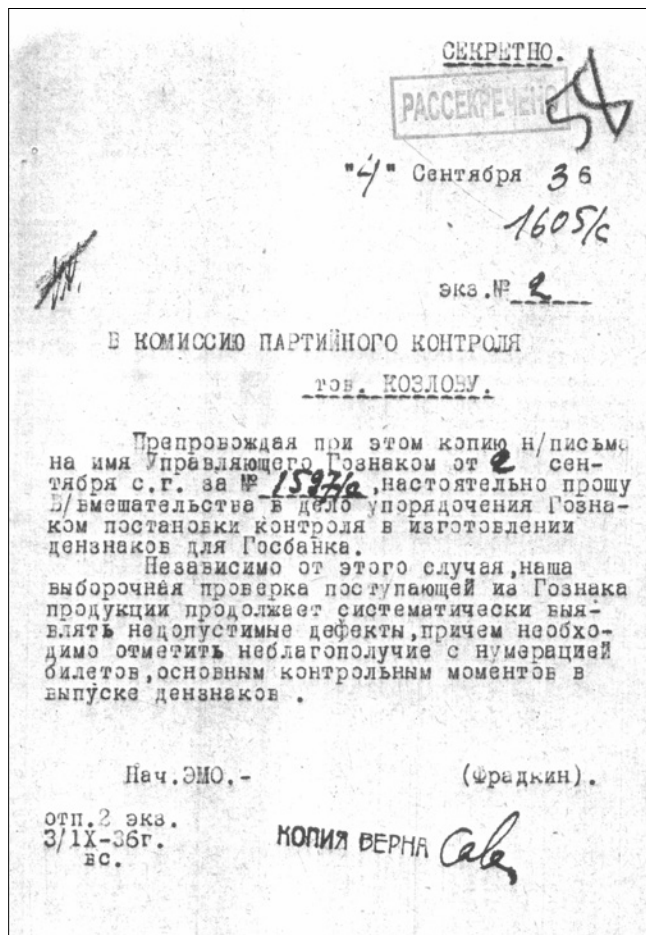 СЕКРЕТНО.
РАССЕКРЕЧЕНО
58
"4" Сентября 36
1605/с
экз.№ 2
В КОМИССИЮ ПАРТИЙНОГО КОНТРОЛЯ
тов. КОЗЛОВУ.
Препровождая при этом копию н/письма
на имя Управляющего Гознаком от 2 сен-
тября с.г. за № 1597/с,настоятельно прошу
В/вмешательства в дело упорядочения Гозна-
ком постановки контроля в изготовлении
дензнаков для Госбанка.
Независимо от этого случая,наша
выборочная проверка поступающей из Гознака
продукции продолжает систематически выя-
влять недопустимые дефекты,причем необхо-
димо отметить неблагополучие с нумерацией
билетов,основным контрольным моментов в
выпуске дензнаков .
Нач.ЭМО.- (Фрадкин).
отп.2 экз.
3/IX-36г.
вс.
КОПИЯ ВЕРНА